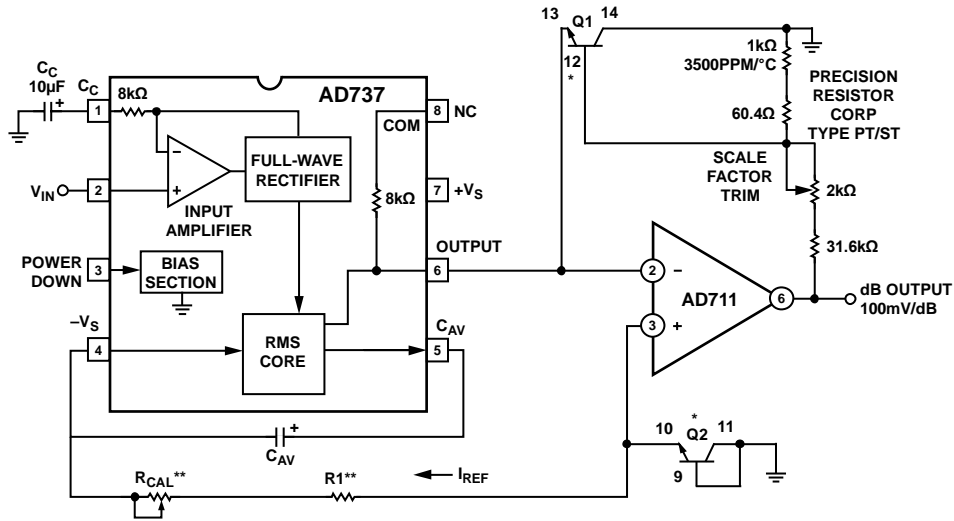 13
Q1
14
12
*
1kΩ
3500PPM/°C
60.4Ω
PRECISION
RESISTOR
CORP
TYPE PT/ST
SCALE
FACTOR
TRIM
2kΩ
31.6kΩ
CC
10µF
+
CC
1
8kΩ
AD737
8
NC
COM
–
+
FULL-WAVE
RECTIFIER
VIN
2
INPUT
AMPLIFIER
8kΩ
7
+VS
OUTPUT
6
POWER
DOWN
3
BIAS
SECTION
–VS
4
RMS
CORE
CAV
5
2
–
AD711
3
+
6
dB OUTPUT
100mV/dB
+
CAV
10
*
Q2
11
9
RCAL**
R1**
IREF